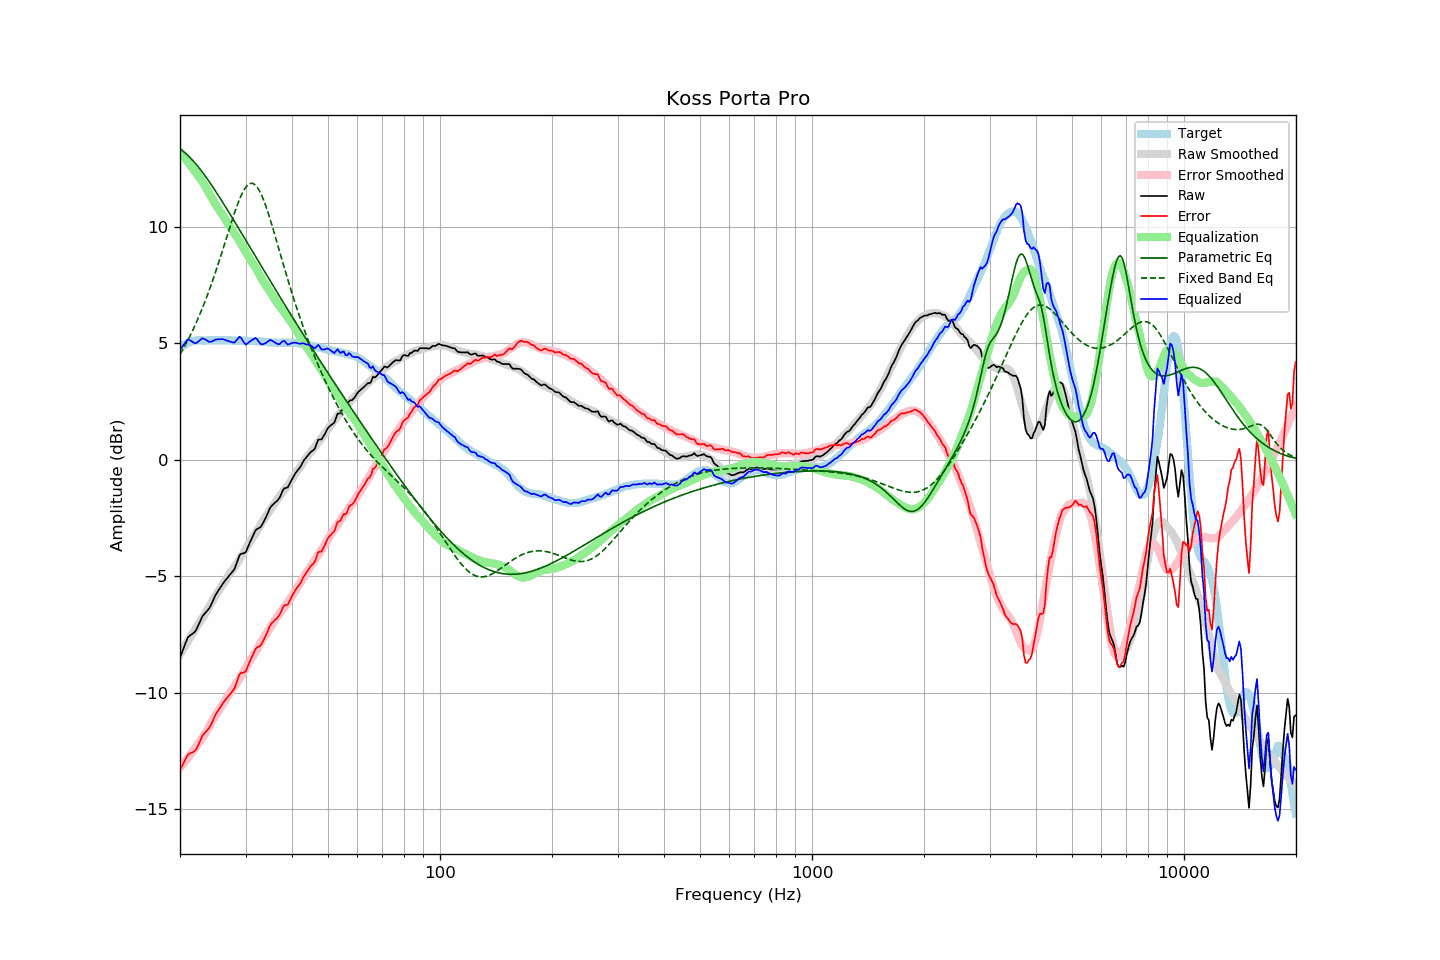 Koss Porta Pro
Target
Raw Smoothed
Error Smoothed
Raw
Error
Equalization
Parametric Eq
Fixed Band Eq
Equalized
Amplitude (dBr)
10
5
0
−5
−10
−15
100
1000
10000
Frequency (Hz)